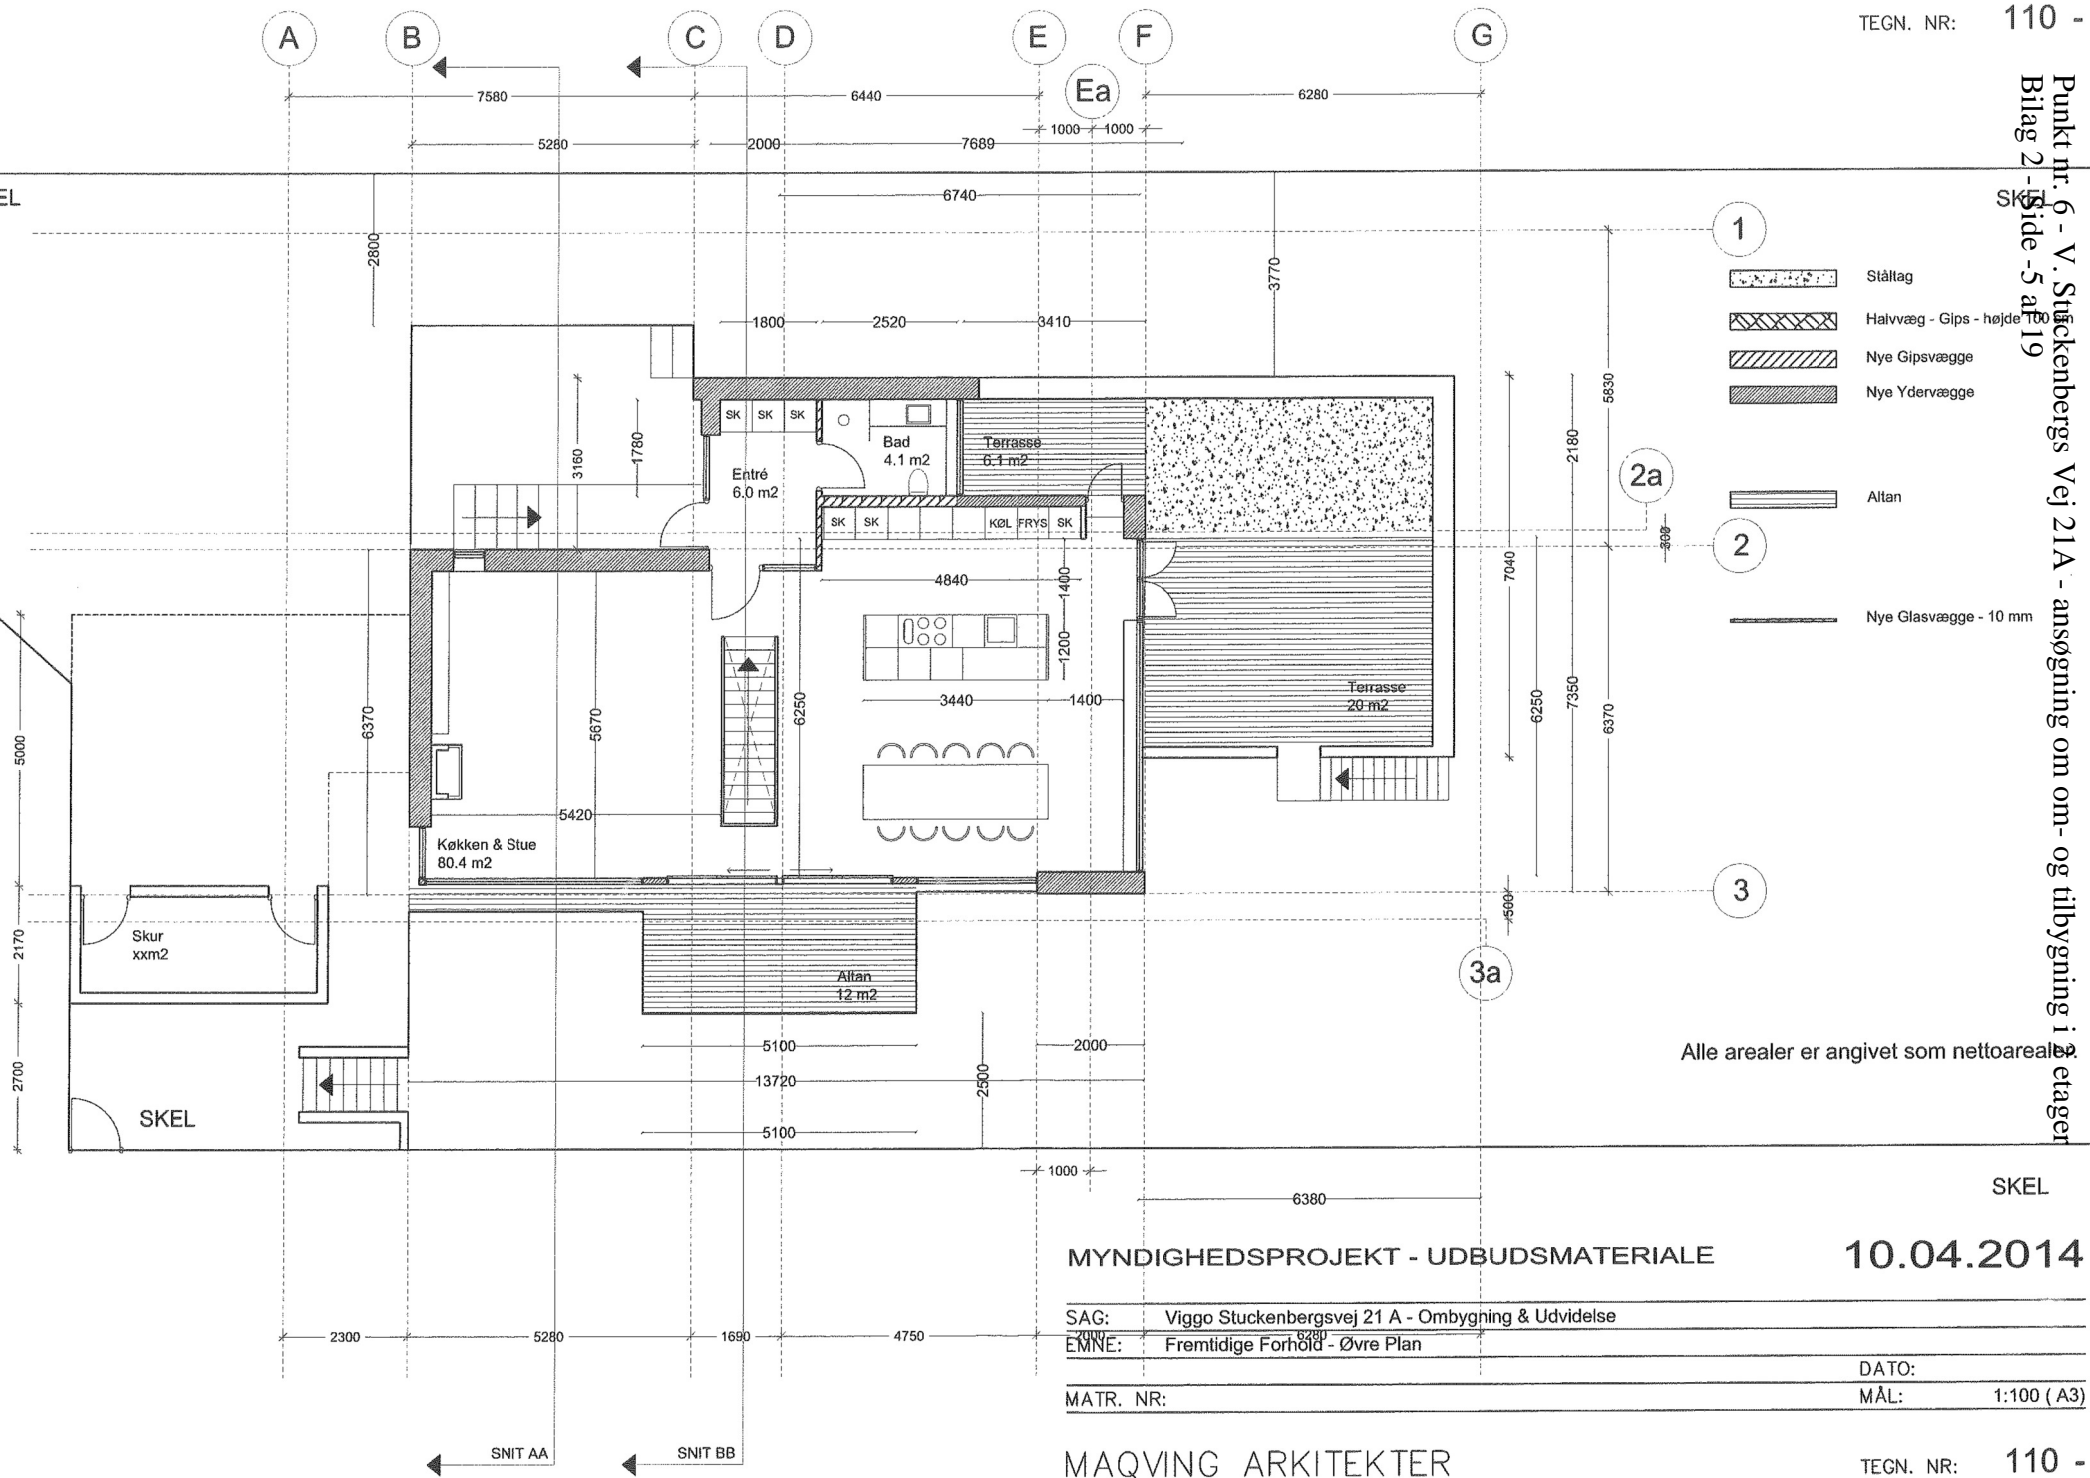 A
B
C
D
E
F
G
Ea
TEGN. NR: 110 -
7580
6440
6280
1000
1000
5280
2000
7689
6740
SKEL
Punkt nr. 6 - V. Stuckenbergs Vej 21A - ansøgning om om- og tilbygning i 2 etager
Bilag 2 - Side -5 af 19
1
2800
3770
Ståltag
Halvvæg - Gips - højde 100 cm
Nye Gipsvægge
Nye Ydervægge
Altan
Nye Glasvægge - 10 mm
1800
2520
3410
5830
2180
2a
2
300
7040
3160
1780
SK
SK
SK
Entré
6.0 m2
Bad
4.1 m2
Terrasse
6.1 m2
SK
SK
KØL
FRYS
SK
4840
1400
1200
3440
1400
6250
5670
5420
6370
5000
2170
2700
Køkken & Stue
80.4 m2
Terrasse
20 m2
6250
7350
6370
500
3
3a
Skur
xxm2
Altan
12 m2
5100
2000
13720
2500
5100
SKEL
Alle arealer er angivet som nettoarealer.
1000
6380
SKEL
MYNDIGHEDSPROJEKT - UDBUDSMATERIALE 10.04.2014
SAG: Viggo Stuckenbergsvej 21 A - Ombygning & Udvidelse
EMNE: Fremtidige Forhold - Øvre Plan
2300
5280
1690
4750
2000
6280
DATO:
MATR. NR:
MÅL: 1:100 ( A3)
SNIT AA
SNIT BB
MAQVING ARKITEKTER
TEGN. NR: 110 -